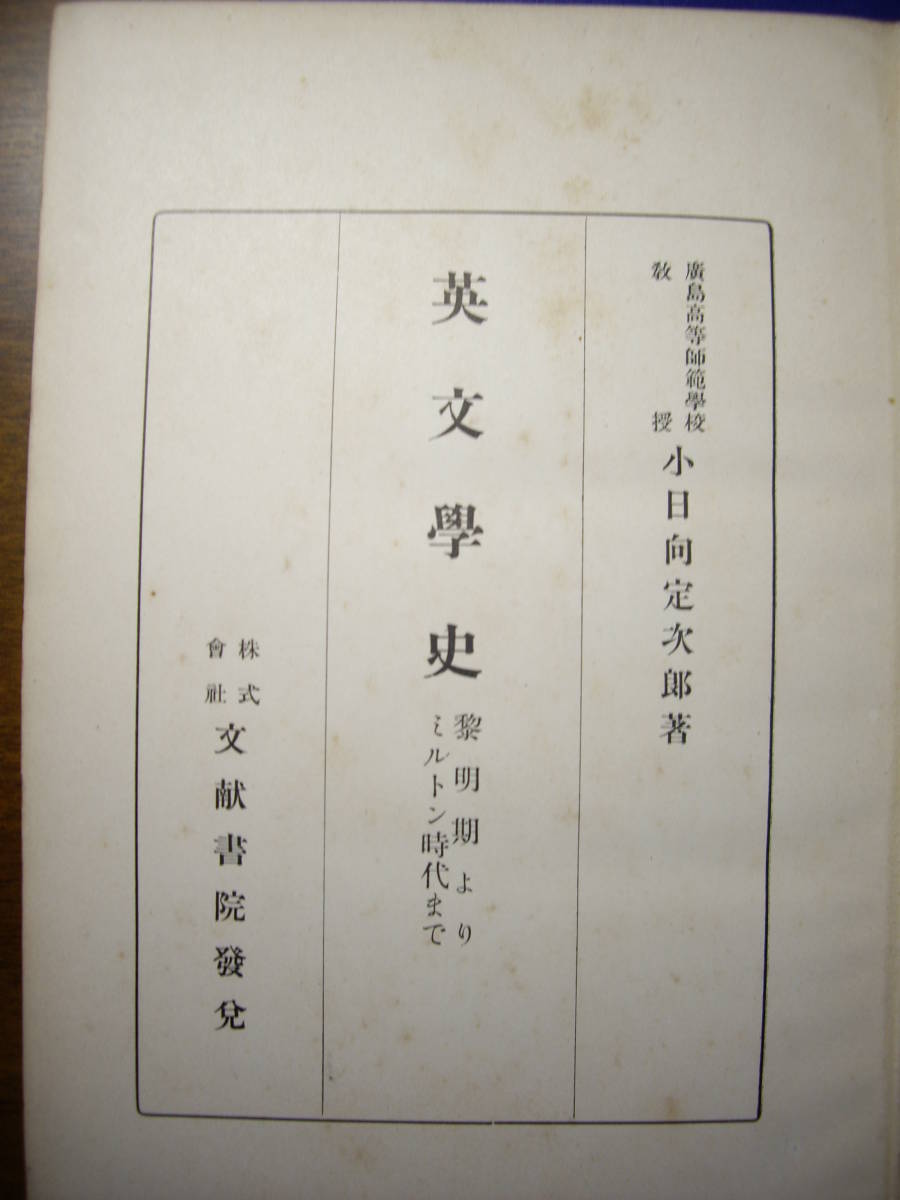 廣島高等師範學校
教授
小日向定次郎著
英文學史
黎明期より
ミルトン時代まで
株式
會社
文献書院發兌